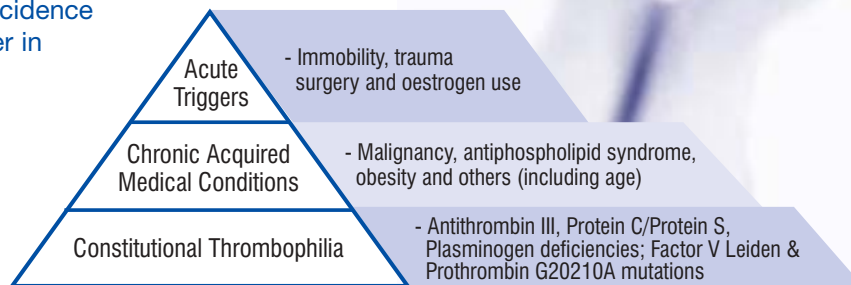 cidence
er in
Acute
Triggers
- Immobility, trauma
surgery and oestrogen use
Chronic Acquired
Medical Conditions
- Malignancy, antiphospholipid syndrome,
obesity and others (including age)
Constitutional Thrombophilia
- Antithrombin III, Protein C/Protein S,
Plasminogen deficiencies; Factor V Leiden &
Prothrombin G20210A mutations